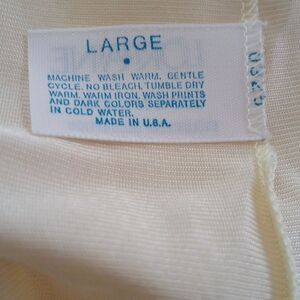 LARGE
MACHINE WASH WARM, GENTLE
CYCLE. NO BLEACH, TUMBLE DRY
WARM. WARM IRON. WASH PRINTS
AND DARK COLORS SEPARATELY
IN COLD WATER.
MADE IN U.S.A.